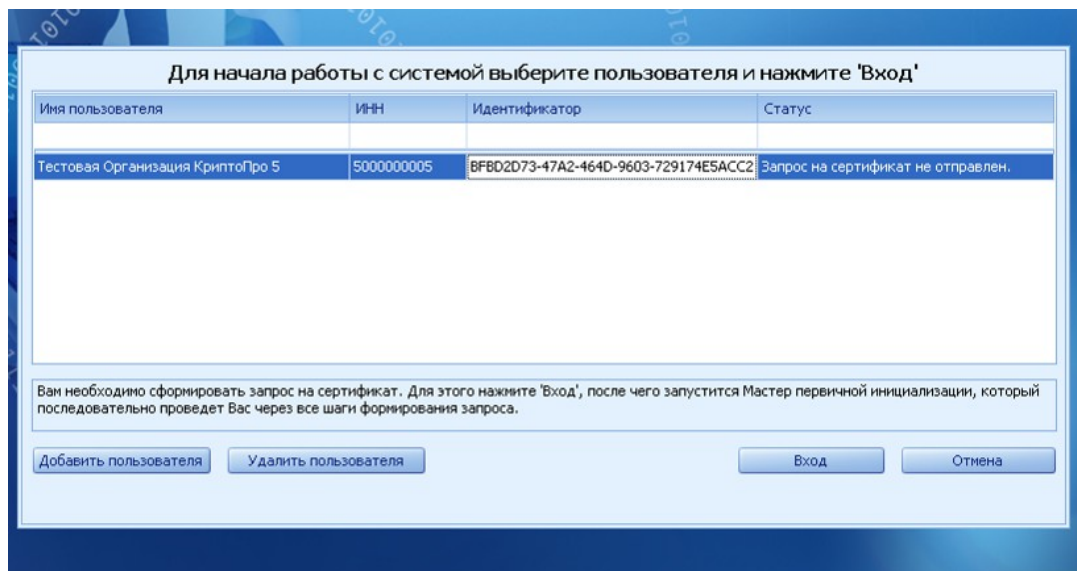 Для начала работы с системой выберите пользователя и нажмите 'Вход'
Имя пользователя ИНН Идентификатор Статус
Тестовая Организация КриптоПро 5 5000000005 BFBD2D73-47A2-464D-9603-729174E5ACC2 Запрос на сертификат не отправлен.
Вам необходимо сформировать запрос на сертификат. Для этого нажмите 'Вход', после чего запустится Мастер первичной инициализации, который
последовательно проведет Вас через все шаги формирования запроса.
Добавить пользователя Удалить пользователя Вход Отмена